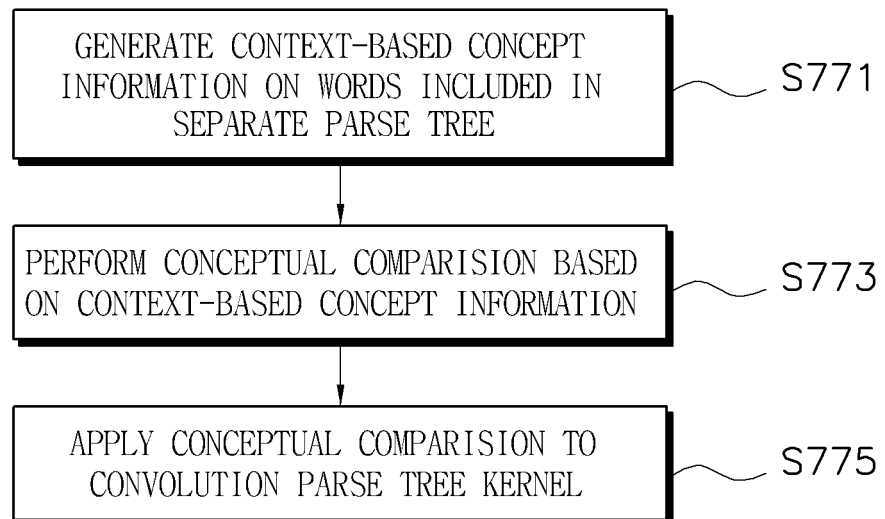 GENERATE CONTEXT-BASED CONCEPT
INFORMATION ON WORDS INCLUDED IN
SEPARATE PARSE TREE
S771
PERFORM CONCEPTUAL COMPARISION BASED
ON CONTEXT-BASED CONCEPT INFORMATION
S773
APPLY CONCEPTUAL COMPARISION TO
CONVOLUTION PARSE TREE KERNEL
S775